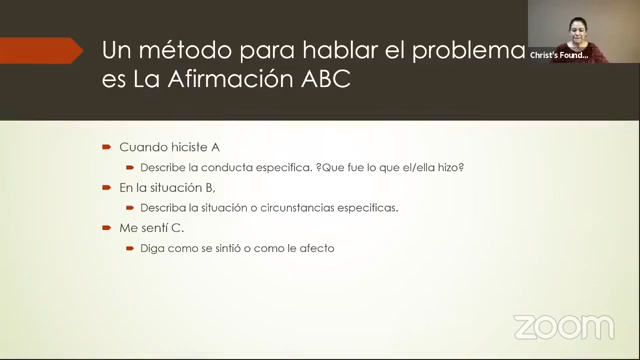 Un método para hablar el problema
es La Afirmación ABC
Christ's Found...
Cuando hiciste A
Describe la conducta especifica. ?Que fue lo que el/ella hizo?
En la situación B,
Describa la situación o circunstancias especificas.
Me sentí C.
Diga como se sintió o como le afecto
zoom